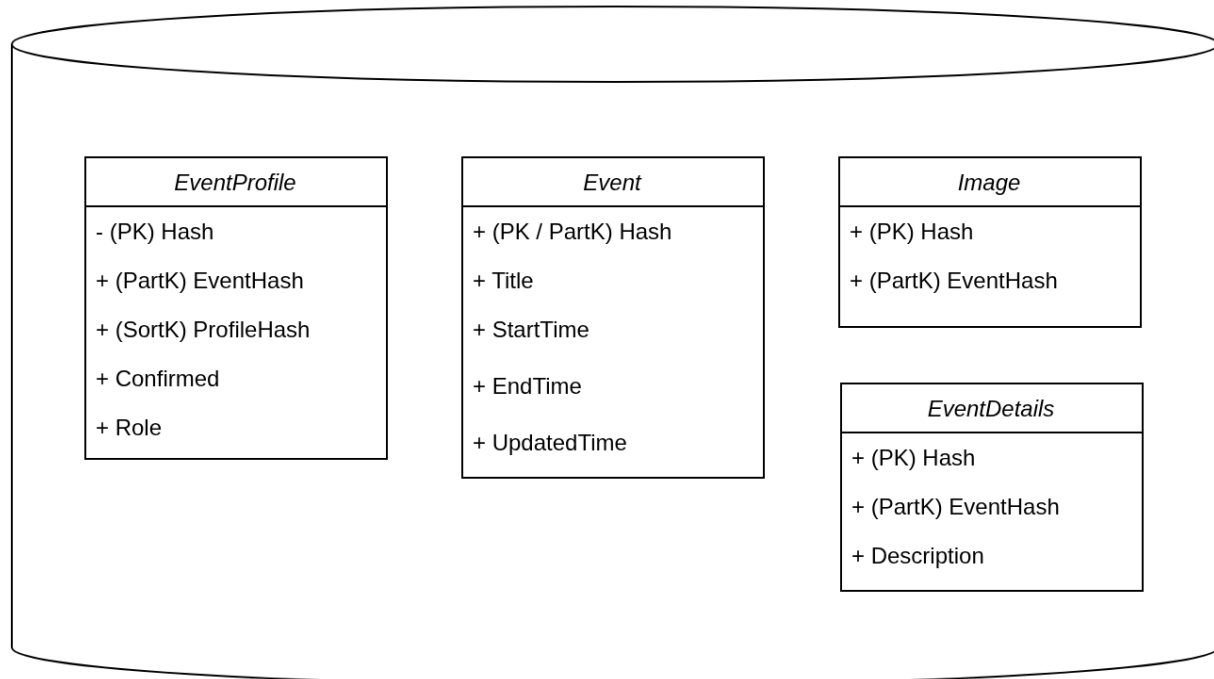 EventProfile
- (PK) Hash
+ (PartK) EventHash
+ (SortK) ProfileHash
+ Confirmed
+ Role
Event
+ (PK / PartK) Hash
+ Title
+ StartTime
+ EndTime
+ UpdatedTime
Image
+ (PK) Hash
+ (PartK) EventHash
EventDetails
+ (PK) Hash
+ (PartK) EventHash
+ Description